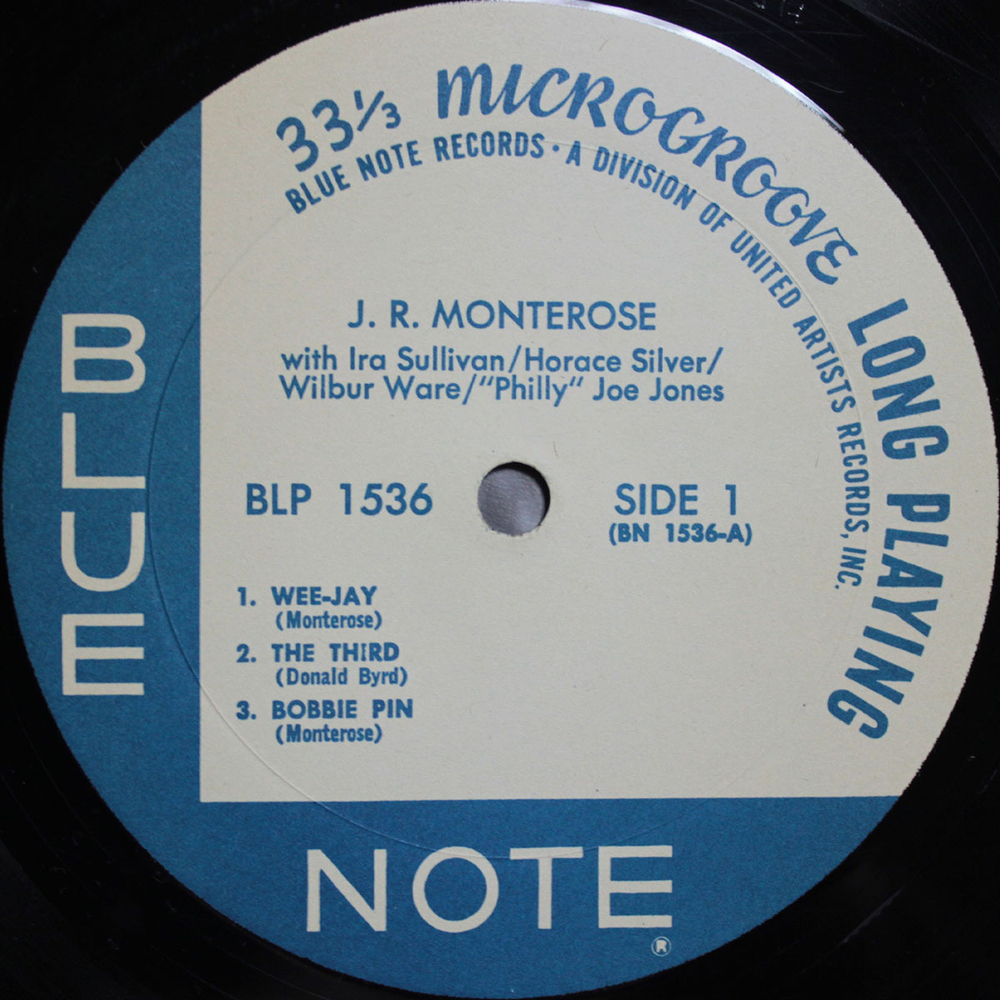 33⅓ MICROGROOVE LONG PLAYING
BLUE NOTE RECORDS • A DIVISION OF UNITED ARTISTS RECORDS, INC.
J. R. MONTEROSE
with Ira Sullivan/Horace Silver/
Wilbur Ware/“Philly“ Joe Jones
BLP 1536
SIDE 1
(BN 1536-A)
1. WEE-JAY
(Monterose)
2. THE THIRD
(Donald Byrd)
3. BOBBIE PIN
(Monterose)
BLUE
NOTE
®